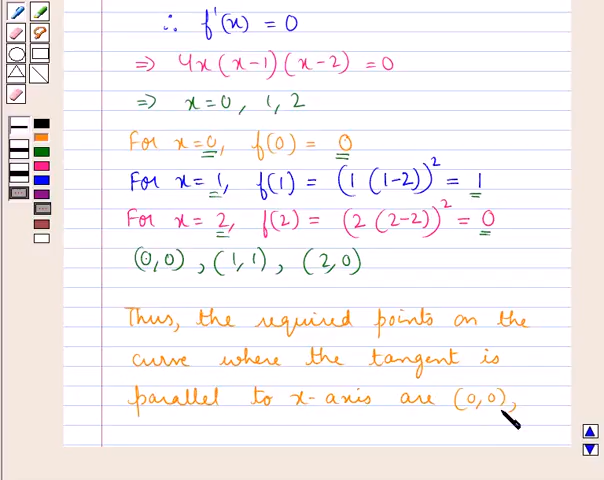 ∴ f'(x) = 0
⇒ 4x (x-1) (x-2) = 0
⇒ x = 0, 1, 2
For x = 0, f(0) = 0
For x = 1, f(1) = (1 (1-2))² = 1
For x = 2, f(2) = (2 (2-2))² = 0
(0,0), (1,1), (2,0)
Thus, the required points on the
curve where the tangent is
parallel to x-axis are (0,0),